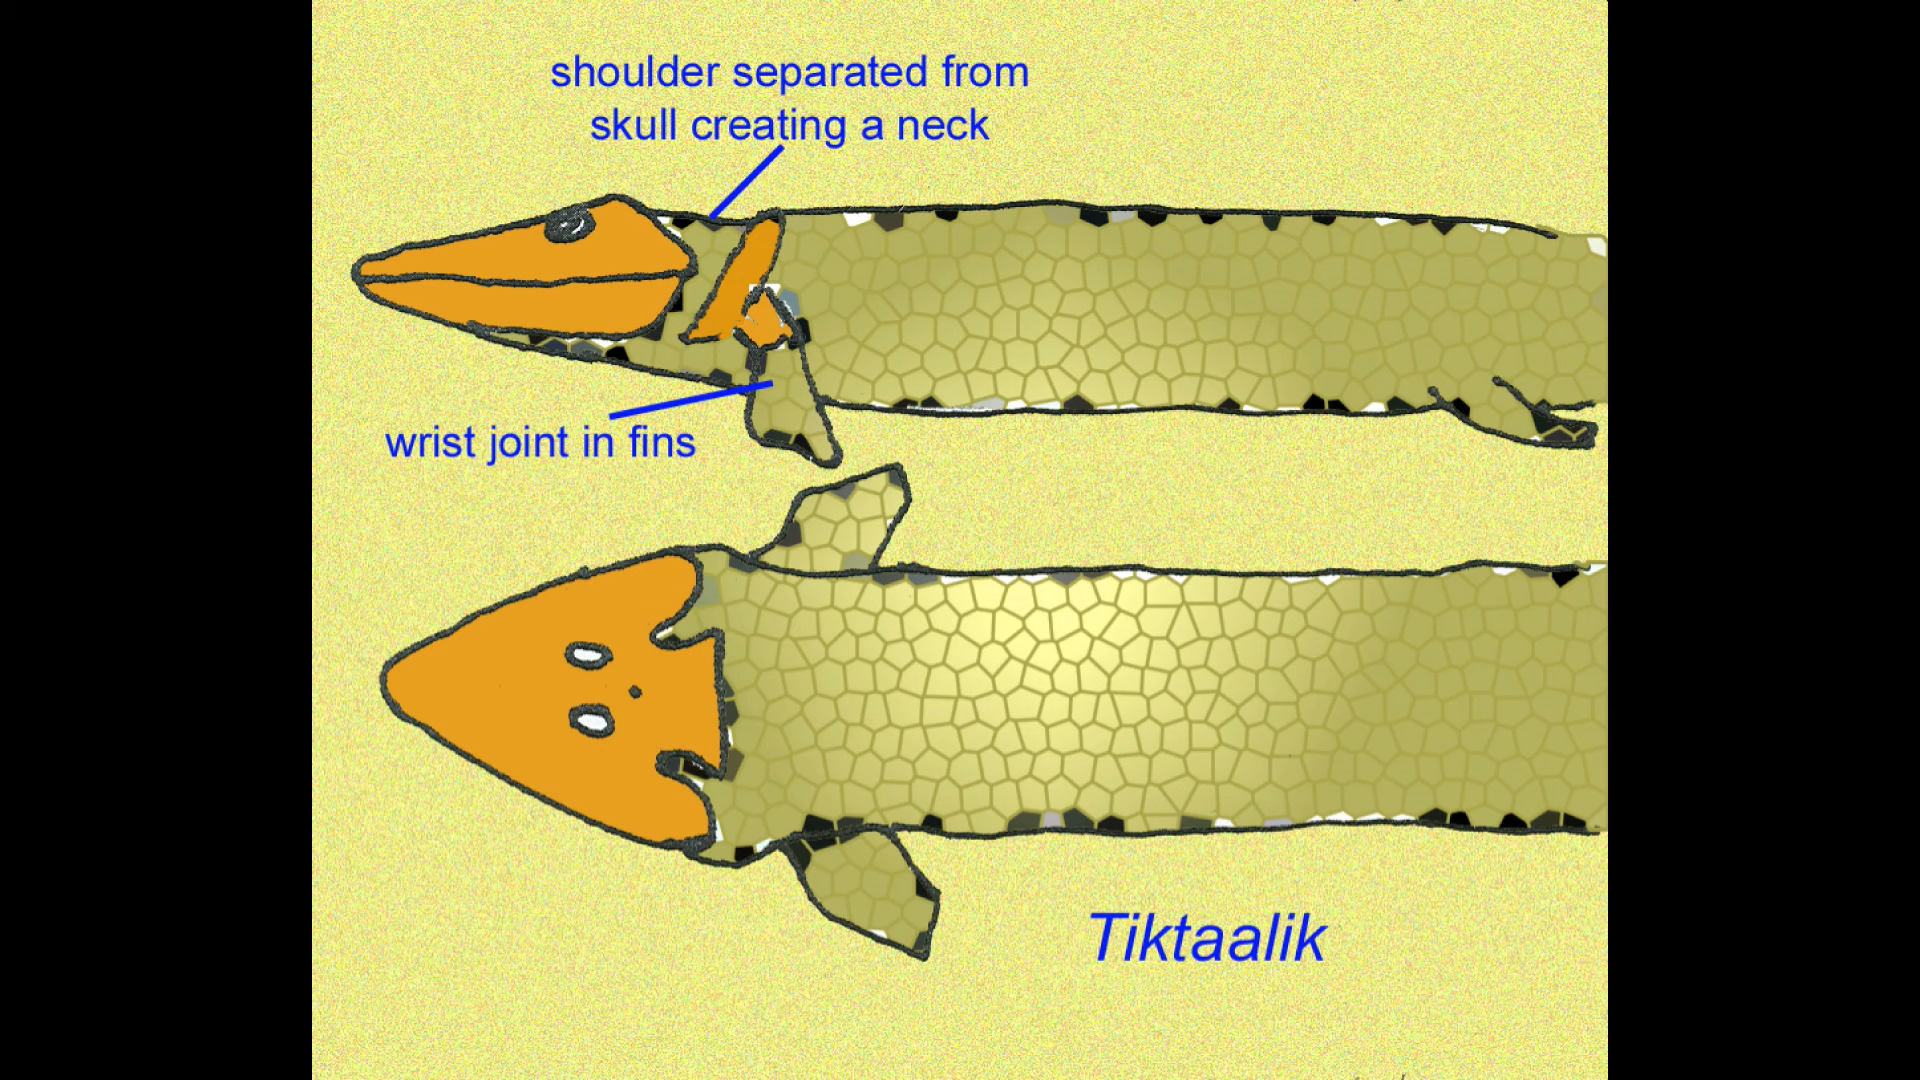 shoulder separated from
skull creating a neck
wrist joint in fins
Tiktaalik